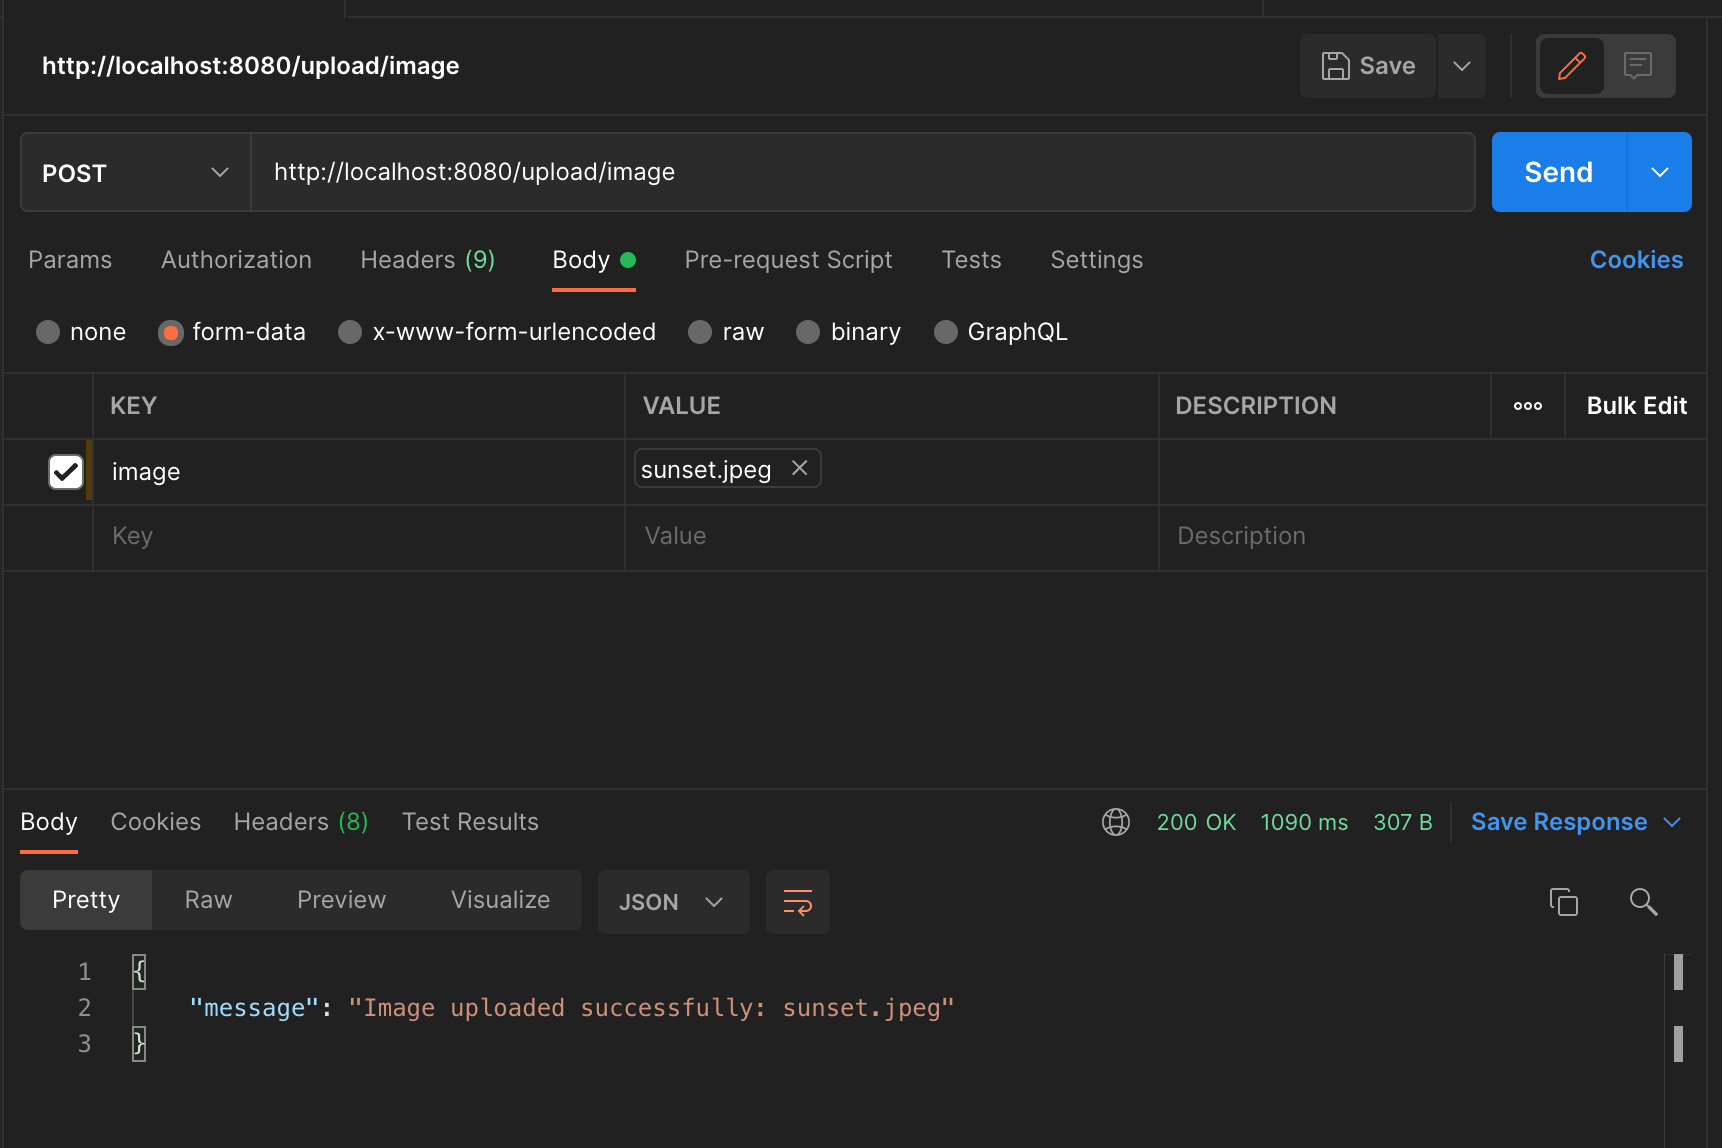 http://localhost:8080/upload/image
Save
POST
http://localhost:8080/upload/image
Send
Params Authorization Headers (9) Body Pre-request Script Tests Settings Cookies
none form-data x-www-form-urlencoded raw binary GraphQL
KEY VALUE DESCRIPTION Bulk Edit
image sunset.jpeg
Key Value Description
Body Cookies Headers (8) Test Results 200 OK 1090 ms 307 B Save Response
Pretty Raw Preview Visualize JSON
1 {
2 "message": "Image uploaded successfully: sunset.jpeg"
3 }